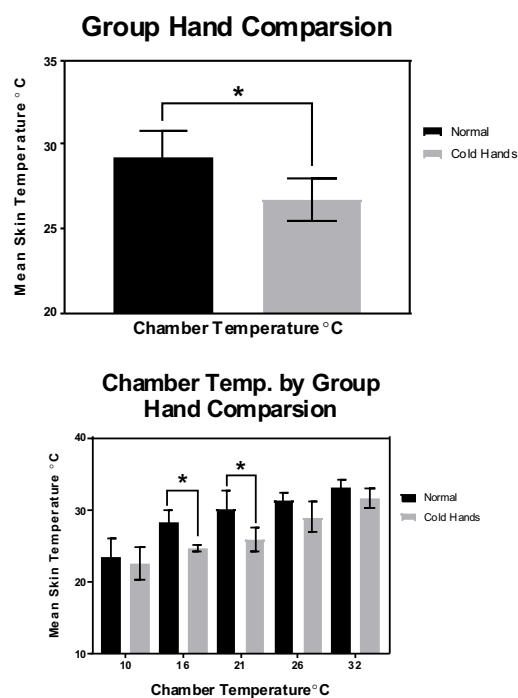 Group Hand Comparsion
Mean Skin Temperature ° C
35
30
25
20
*
Normal
Cold Hands
Chamber Temperature °C
Chamber Temp. by Group
Hand Comparsion
Mean Skin Temperature °C
40
30
20
10
*
*
Normal
Cold Hands
10 16 21 26 32
Chamber Temperature°C